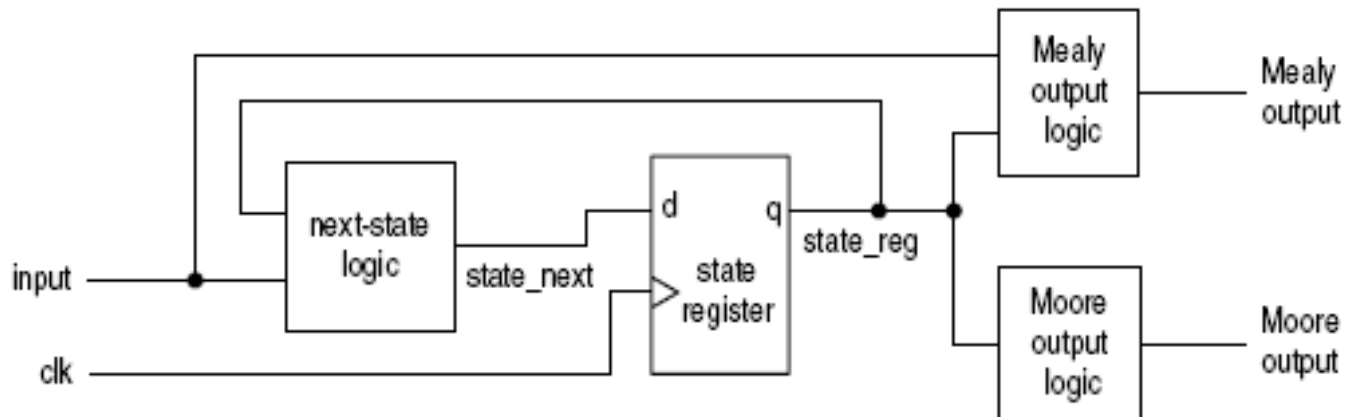 Mealy
output
logic
Mealy
output
next-state
logic
d
q
state_next
state_reg
state
register
input
clk
Moore
output
logic
Moore
output